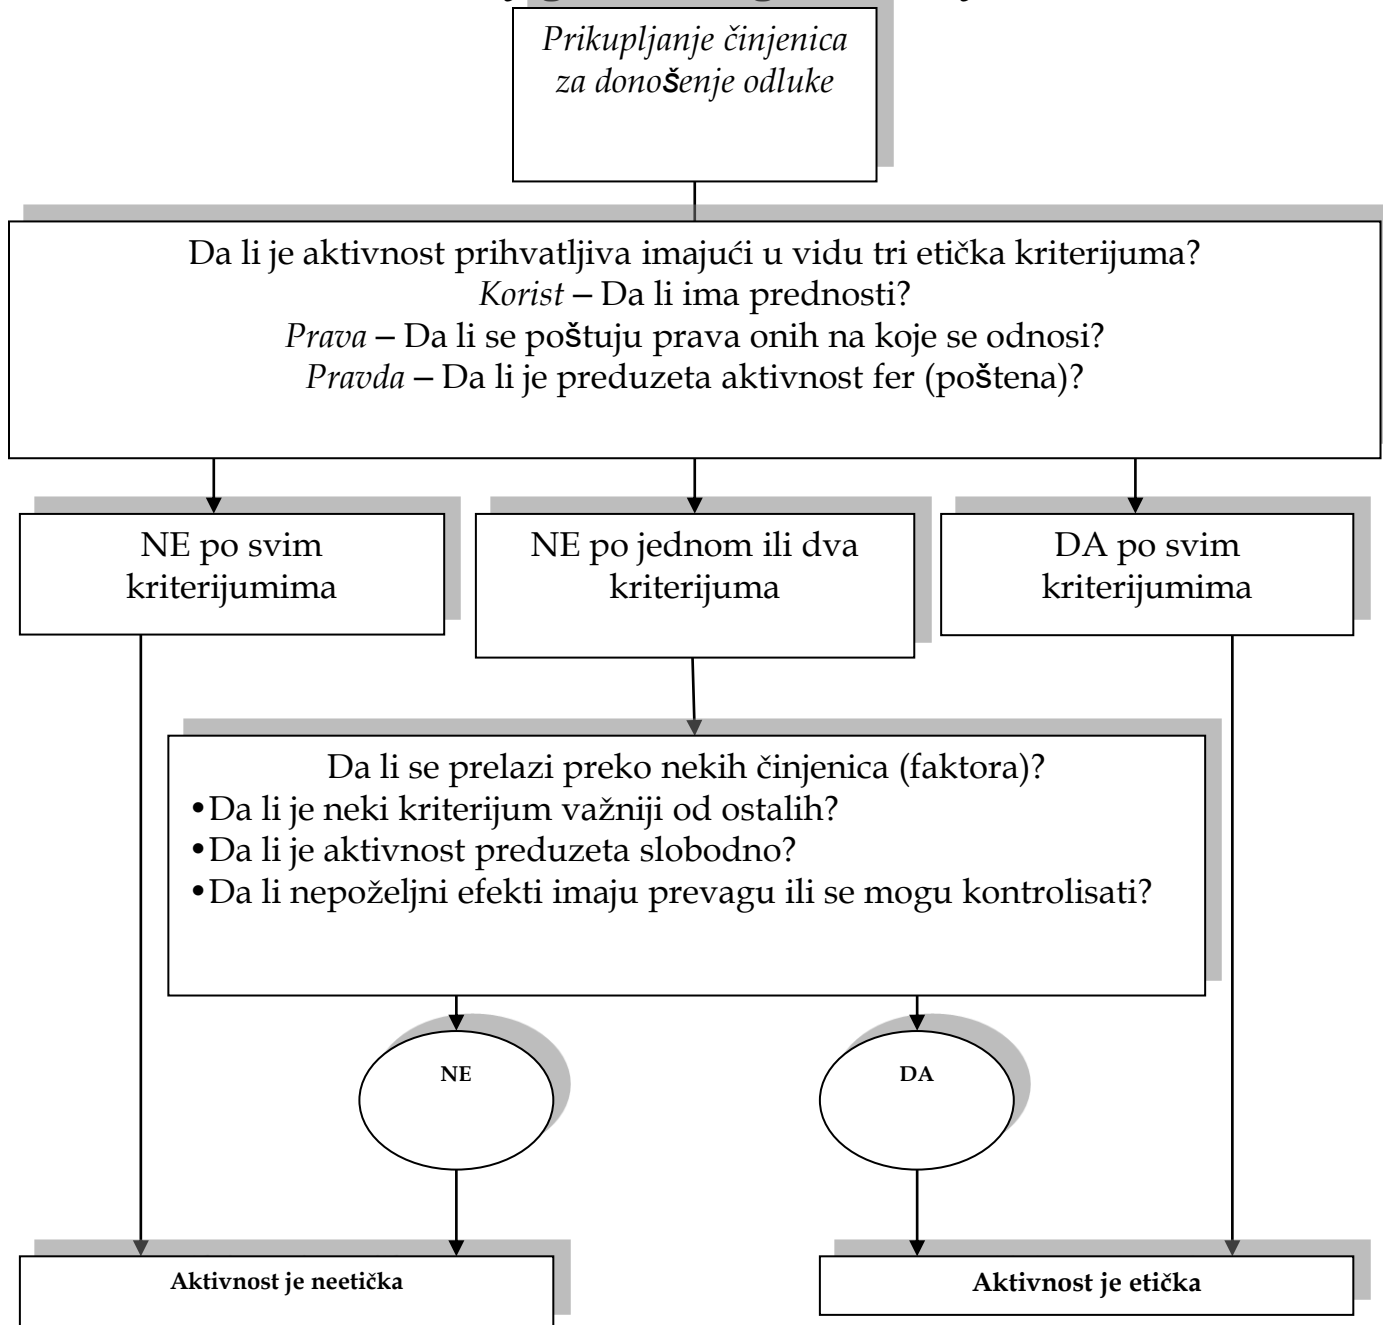 Prikupljanje činjenica
za donošenje odluke
Da li je aktivnost prihvatljiva imajući u vidu tri etička kriterijuma?
Korist – Da li ima prednosti?
Prava – Da li se poštuju prava onih na koje se odnosi?
Pravda – Da li je preduzeta aktivnost fer (poštena)?
NE po svim
kriterijumima
NE po jednom ili dva
kriterijuma
DA po svim
kriterijumima
Da li se prelazi preko nekih činjenica (faktora)?
•Da li je neki kriterijum važniji od ostalih?
•Da li je aktivnost preduzeta slobodno?
•Da li nepoželjni efekti imaju prevagu ili se mogu kontrolisati?
NE
DA
Aktivnost je neetička
Aktivnost je etička